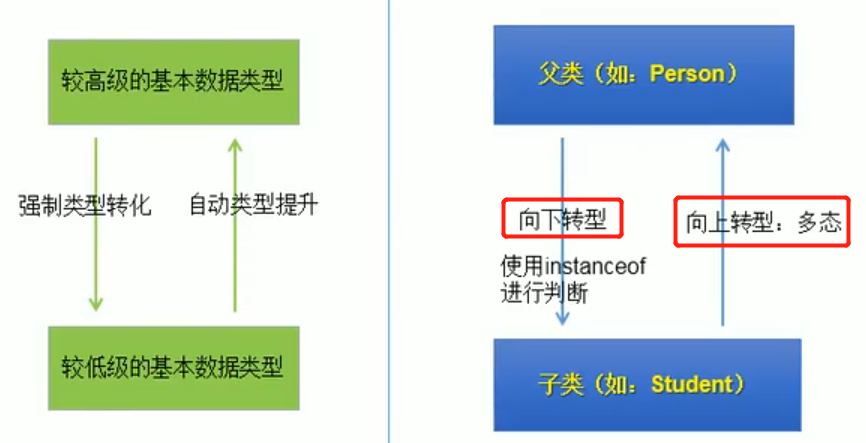 较高级的基本数据类型
强制类型转化
自动类型提升
较低级的基本数据类型
父类（如：Person）
向下转型
使用instanceof
进行判断
向上转型：多态
子类（如：Student）